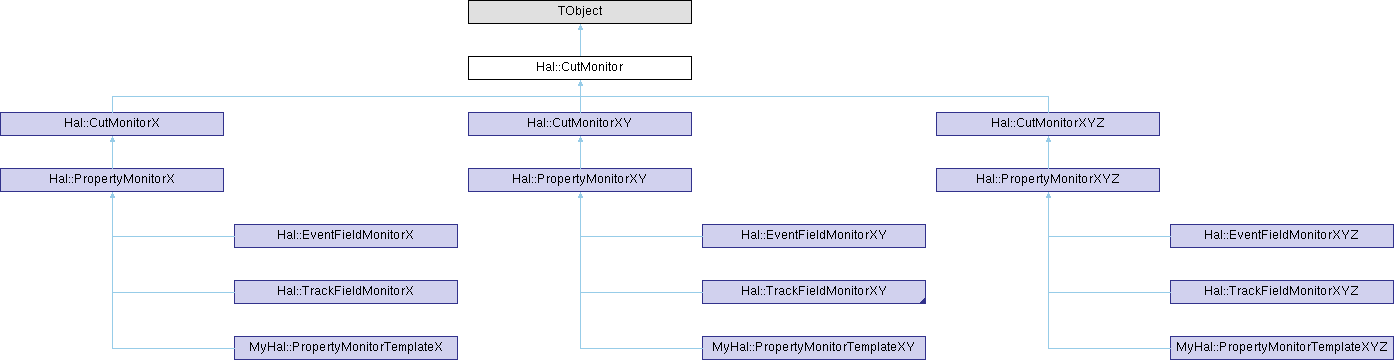 TObject
Hal::CutMonitor
Hal::CutMonitorX
Hal::CutMonitorXY
Hal::CutMonitorXYZ
Hal::PropertyMonitorX
Hal::PropertyMonitorXY
Hal::PropertyMonitorXYZ
Hal::EventFieldMonitorX
Hal::EventFieldMonitorXY
Hal::EventFieldMonitorXYZ
Hal::TrackFieldMonitorX
Hal::TrackFieldMonitorXY
Hal::TrackFieldMonitorXYZ
MyHal::PropertyMonitorTemplateX
MyHal::PropertyMonitorTemplateXY
MyHal::PropertyMonitorTemplateXYZ